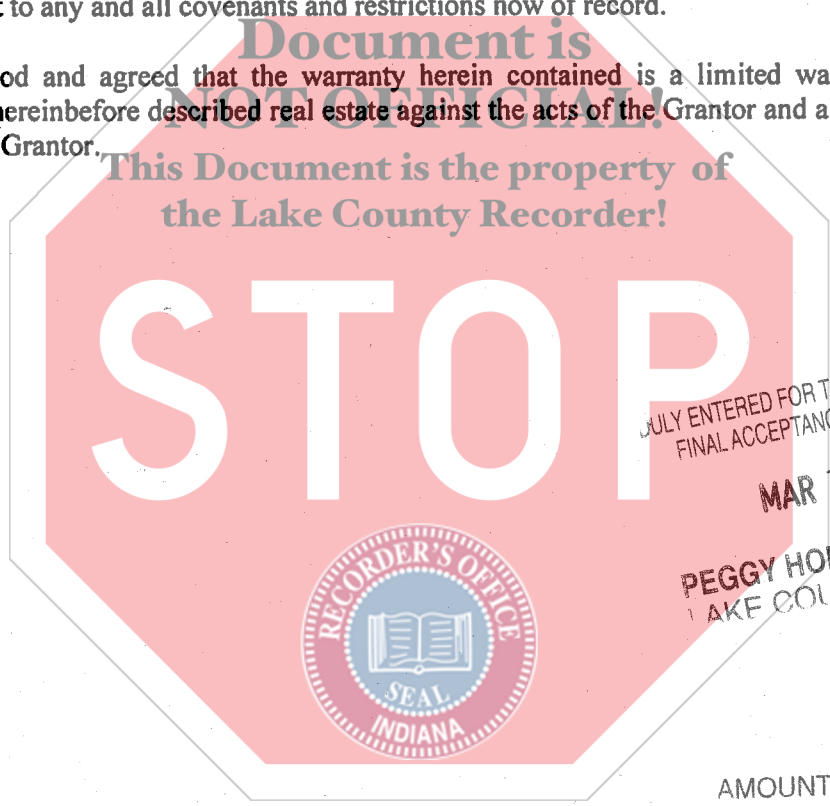 to any and all covenants and restrictions now of record.
Document is
od and agreed that the warranty herein contained is a limited wa
NOT OFFICIAL!
ereinbefore described real estate against the acts of the Grantor and a
Grantor.
This Document is the property of
the Lake County Recorder!
STOP
DULY ENTERED FOR T
FINAL ACCEPTANC
MAR
PEGGY HOL
LAKE COU
RECORDER'S OFFICE
SEAL
INDIANA
AMOUNT